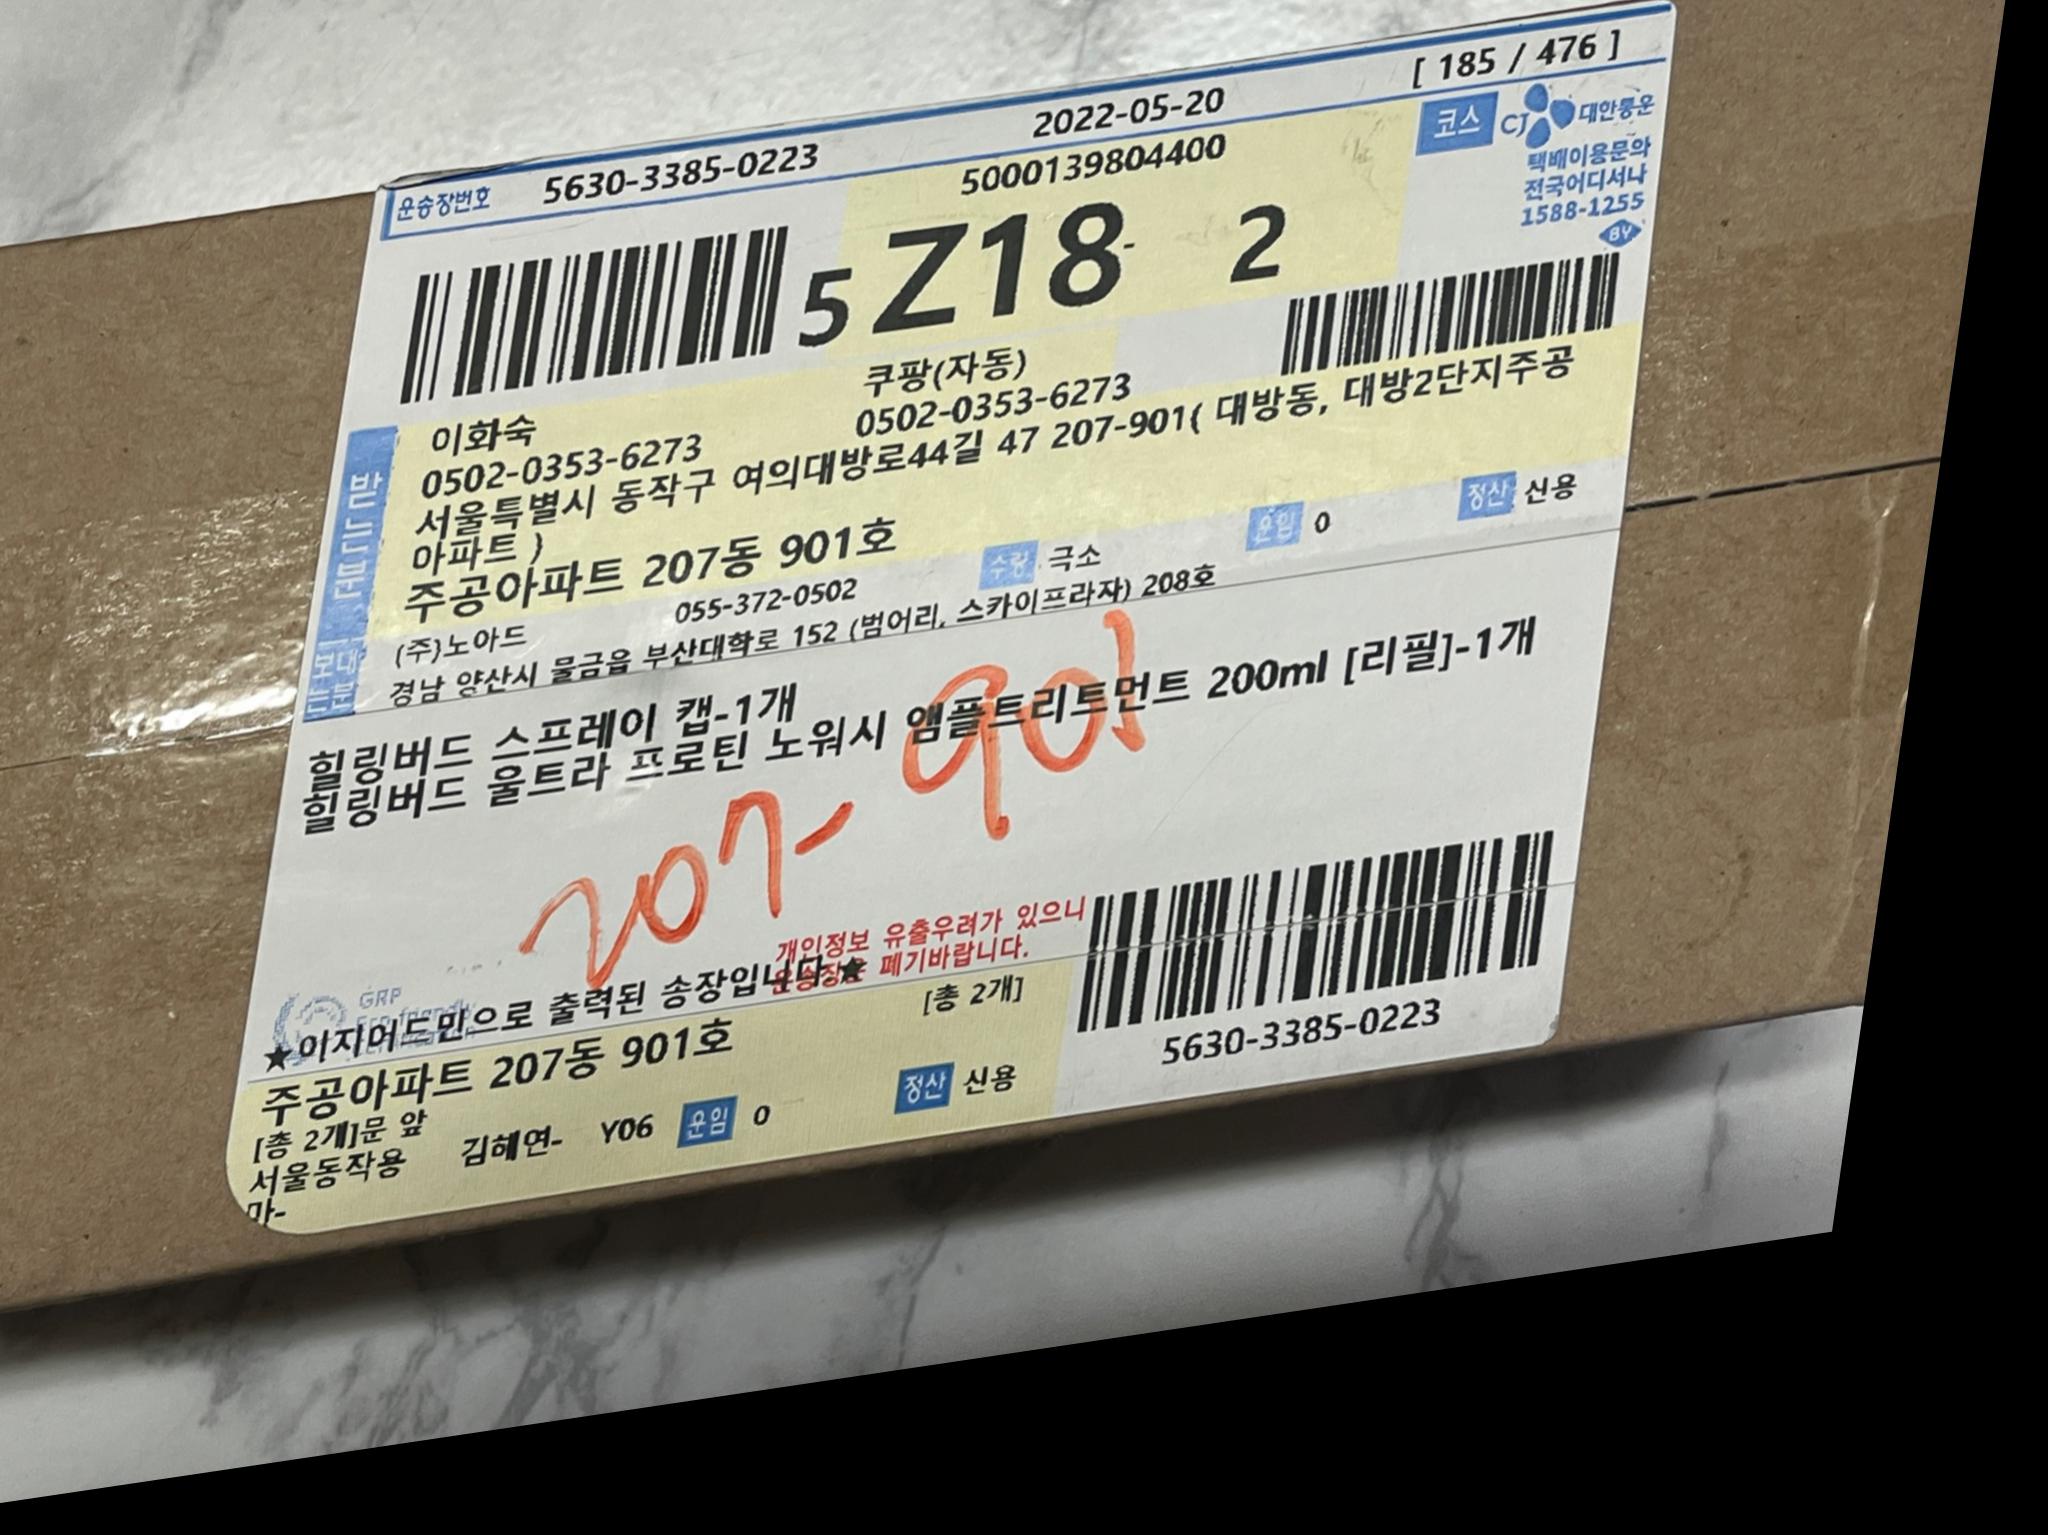 [ 185 / 476 ]
운송장번호 5630-3385-0223 2022-05-20
5000139804400
코스 CJ 대한통운
택배이용문의
전국어디서나
1588-1255
BY
5 Z18- 2
쿠팡(자동)
이화숙 0502-0353-6273
0502-0353-6273
서울특별시 동작구 여의대방로44길 47 207-901( 대방동, 대방2단지주공
아파트 )
주공아파트 207동 901호
받는분
수량 극소 운임 0 정산 신용
보내는분
(주)노아드 055-372-0502
경남 양산시 물금읍 부산대학로 152 (범어리, 스카이프라자) 208호
힐링버드 스프레이 캡-1개
힐링버드 울트라 프로틴 노워시 앰플트리트먼트 200ml [리필]-1개
207-901
개인정보 유출우려가 있으니
운송장은 폐기바랍니다.
GRP
Eco-friendly
★이지어드민으로 출력된 송장입니다★
[총 2개]
주공아파트 207동 901호
5630-3385-0223
[총 2개]문 앞
김혜연- Y06 운임 0 정산 신용
서울동작용
마-